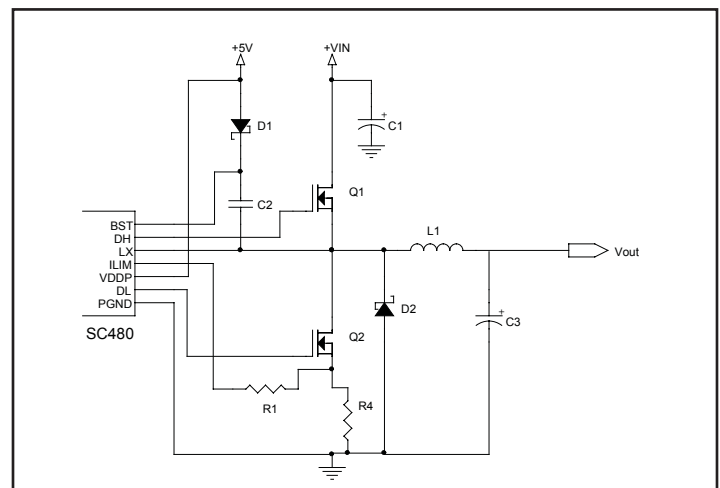 +5V
+VIN
D1
C1
+
Q1
C2
BST
DH
LX
ILIM
VDDP
DL
PGND
SC480
L1
Vout
D2
+
C3
Q2
R1
R4